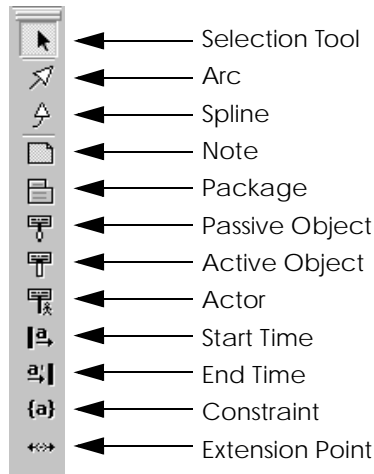 Selection Tool
Arc
Spline
Note
Package
Passive Object
Active Object
Actor
a Start Time
a' End Time
{a} Constraint
Extension Point